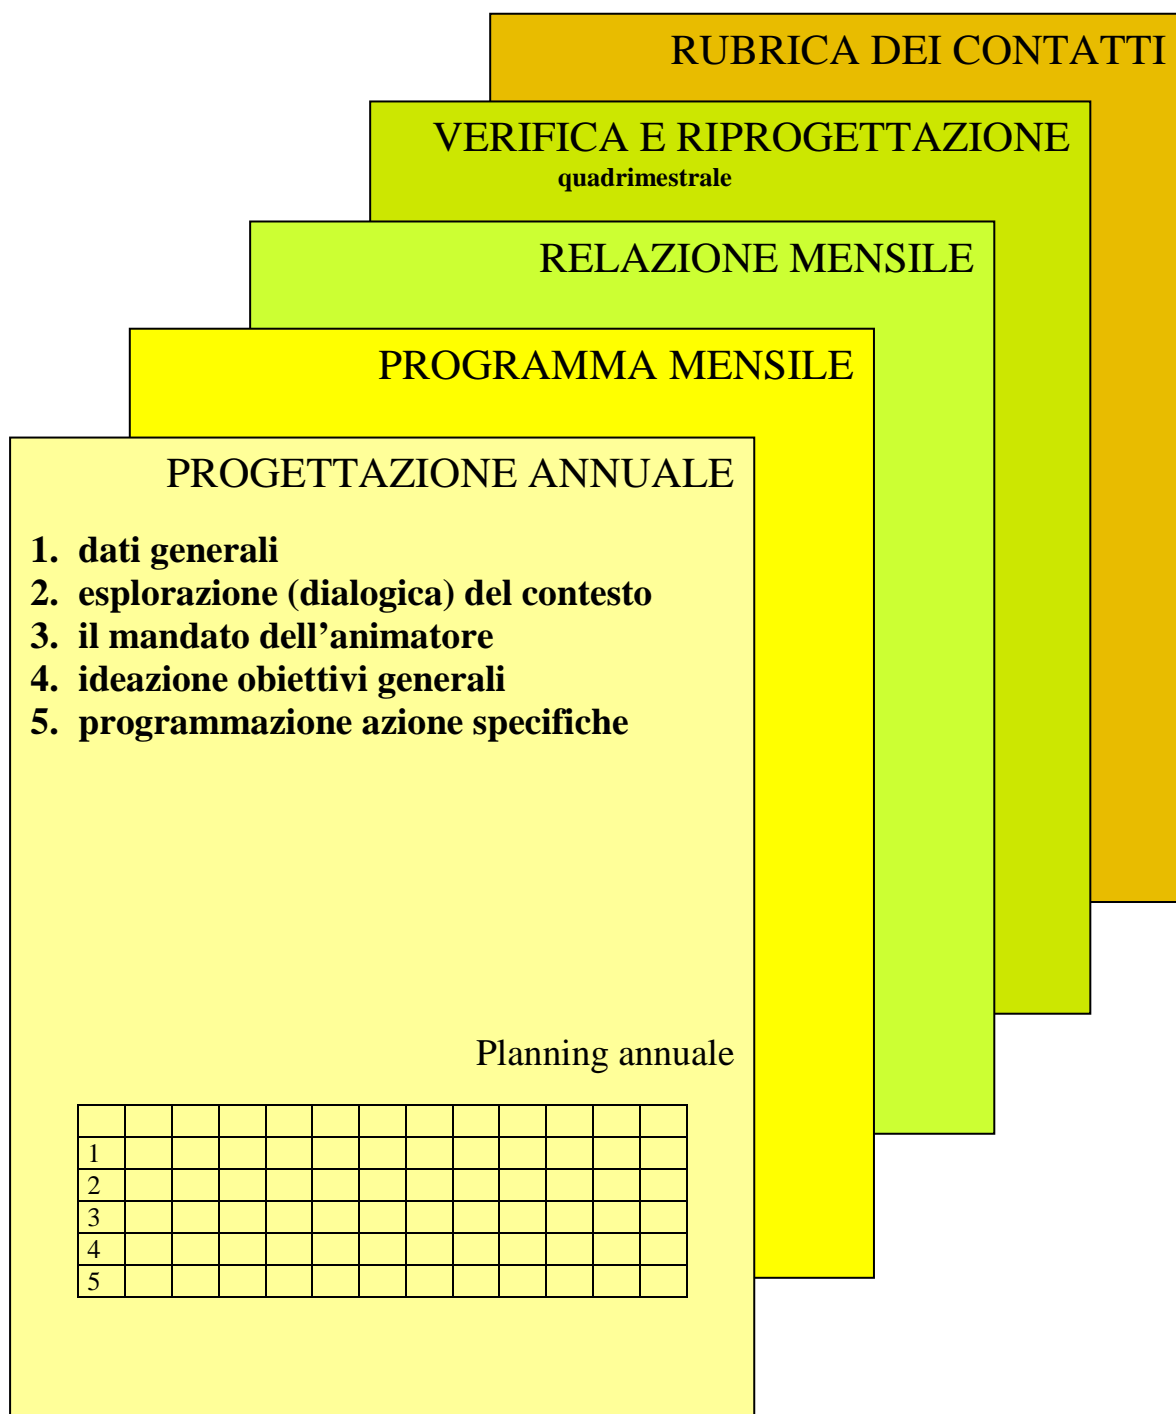 RUBRICA DEI CONTATTI
VERIFICA E RIPROGETTAZIONE
quadrimestrale
RELAZIONE MENSILE
PROGRAMMA MENSILE
PROGETTAZIONE ANNUALE
1. dati generali
2. esplorazione (dialogica) del contesto
3. il mandato dell’animatore
4. ideazione obiettivi generali
5. programmazione azione specifiche
Planning annuale
1
2
3
4
5